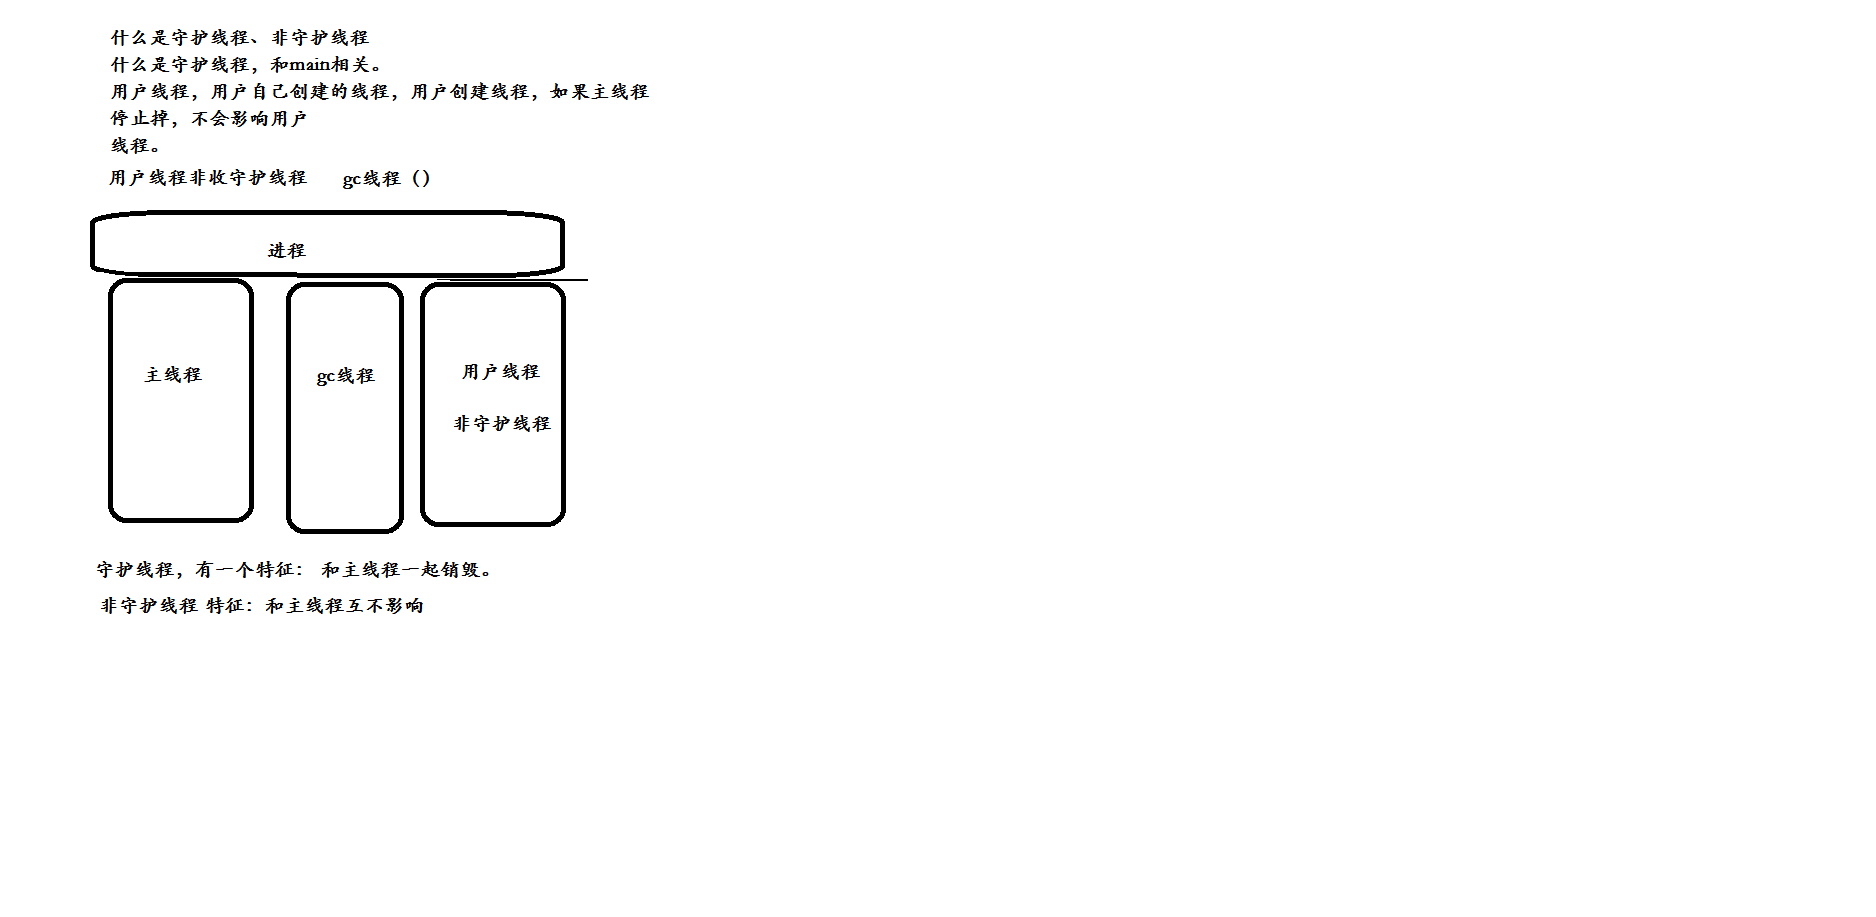 什么是守护线程、非守护线程
什么是守护线程，和main相关。
用户线程，用户自己创建的线程，用户创建线程，如果主线程
停止掉，不会影响用户
线程。
用户线程非收守护线程 gc线程（）
进程
主线程
gc线程
用户线程
非守护线程
守护线程，有一个特征： 和主线程一起销毁。
非守护线程 特征：和主线程互不影响